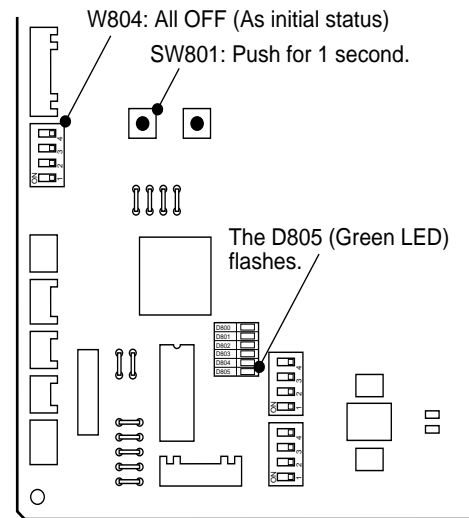 W804: All OFF (As initial status)
SW801: Push for 1 second.
4
3
2
1
ON
The D805 (Green LED)
flashes.
D800
D801
D802
D803
D804
D805
4
3
2
1
ON
4
3
2
1
ON